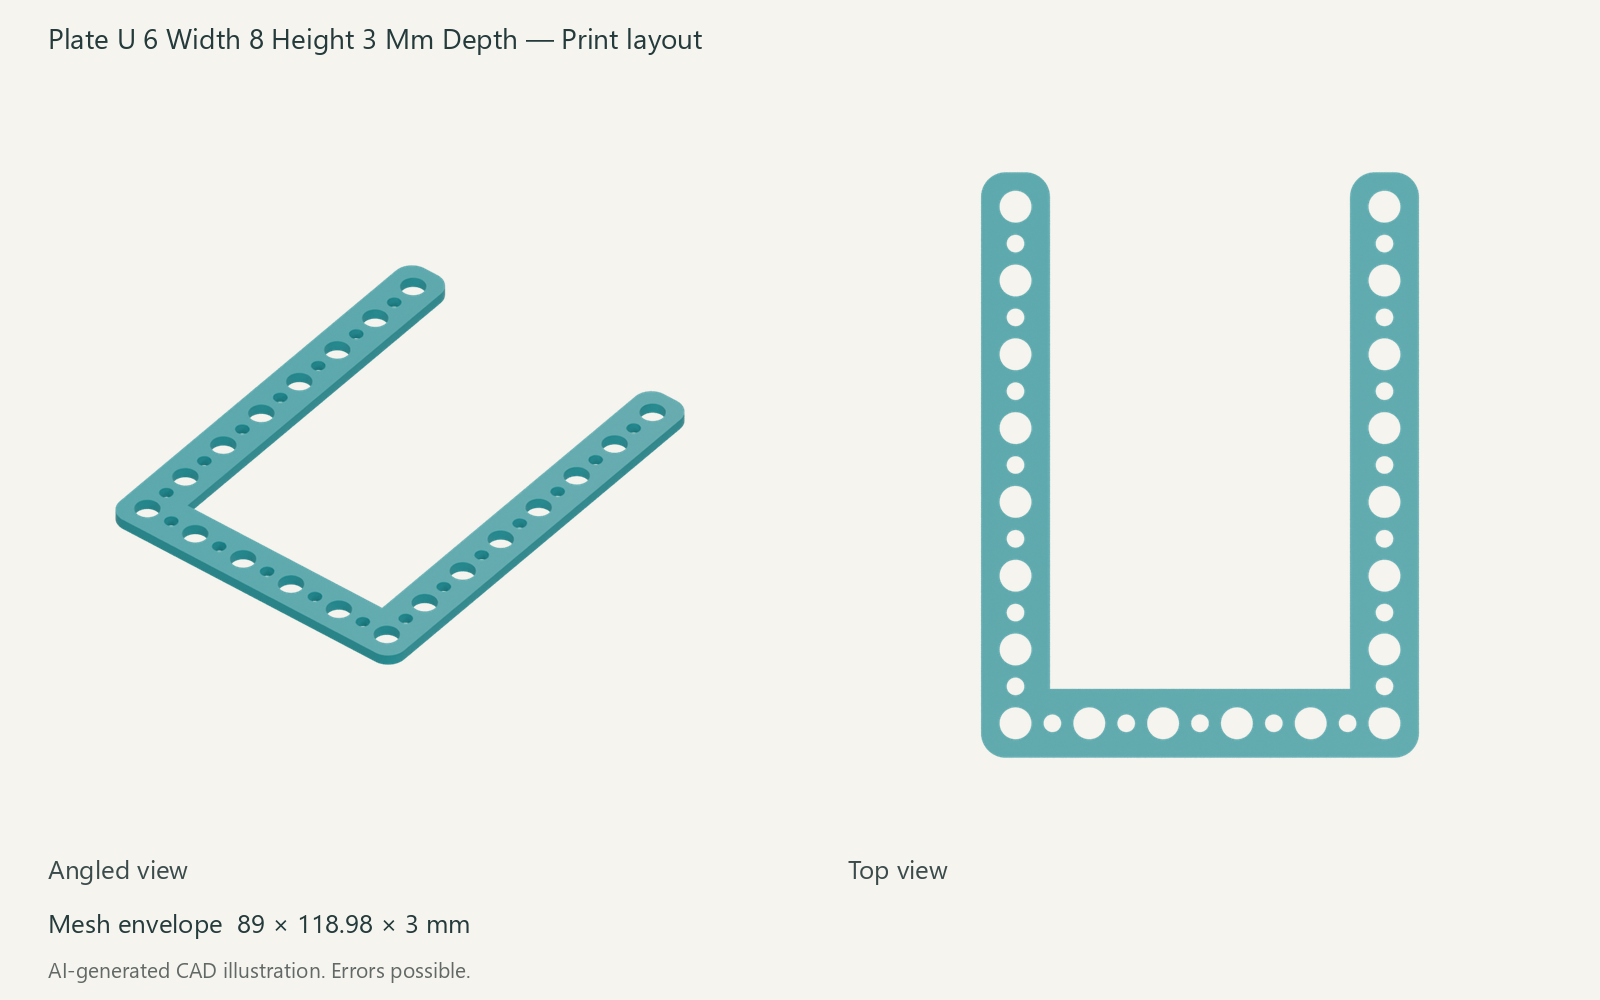 Plate U 6 Width 8 Height 3 Mm Depth — Print layout
Angled view
Top view
Mesh envelope  89 × 118.98 × 3 mm
AI-generated CAD illustration. Errors possible.